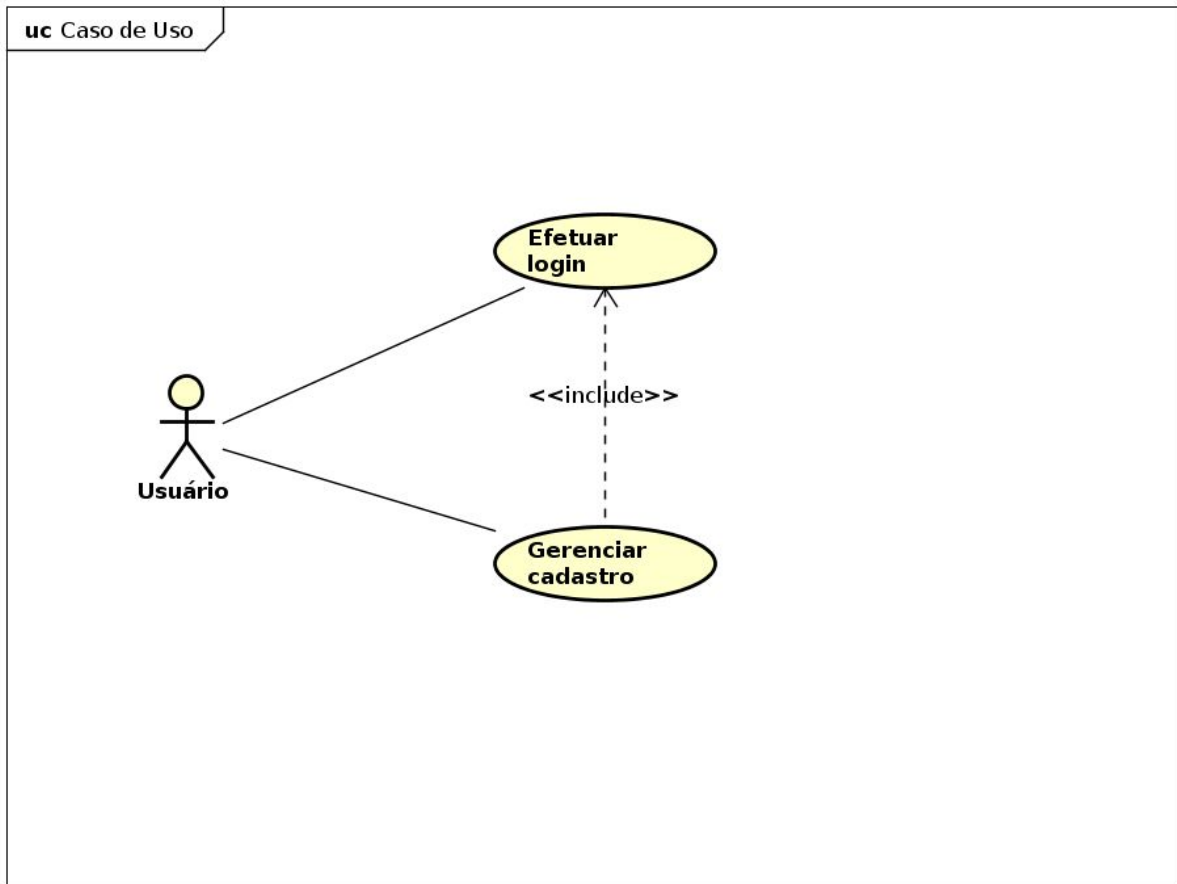 uc Caso de Uso
Efetuar
login
<<include>>
Usuário
Gerenciar
cadastro